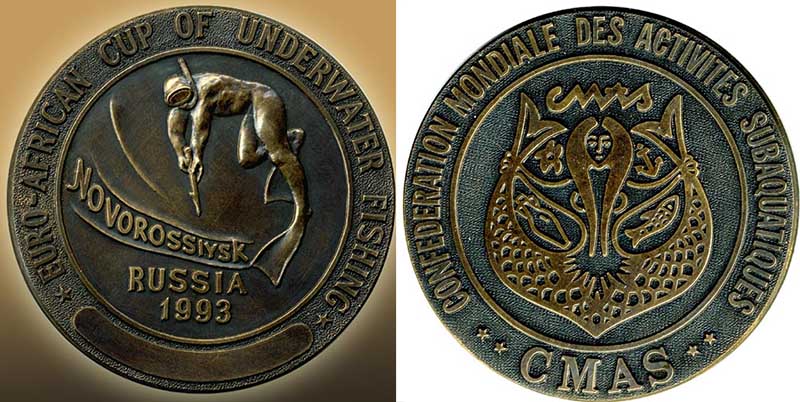 EURO-AFRICAN CUP OF UNDERWATER FISHING
NOVOROSSIYSK
RUSSIA
1993
CONFEDERATION MONDIALE DES ACTIVITES SUBAQUATIQUES
cmas
CMAS